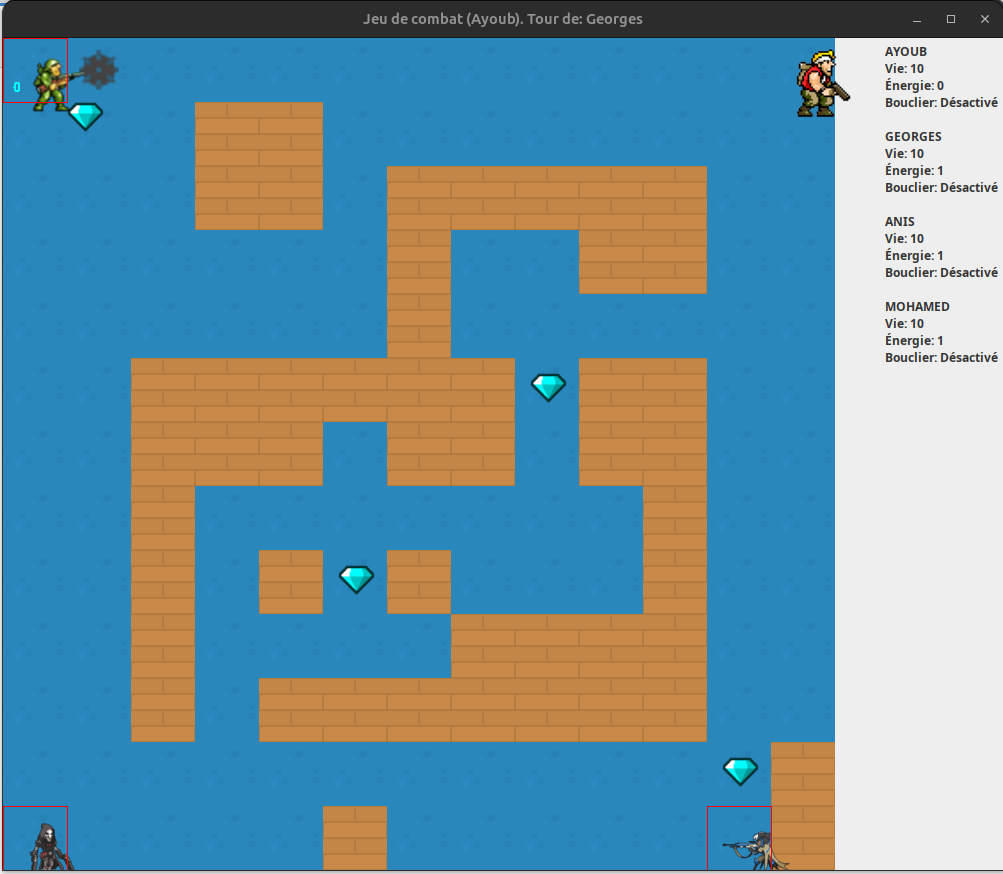 Jeu de combat (Ayoub). Tour de: Georges
0
AYOUB
Vie: 10
Énergie: 0
Bouclier: Désactivé
GEORGES
Vie: 10
Énergie: 1
Bouclier: Désactivé
ANIS
Vie: 10
Énergie: 1
Bouclier: Désactivé
MOHAMED
Vie: 10
Énergie: 1
Bouclier: Désactivé